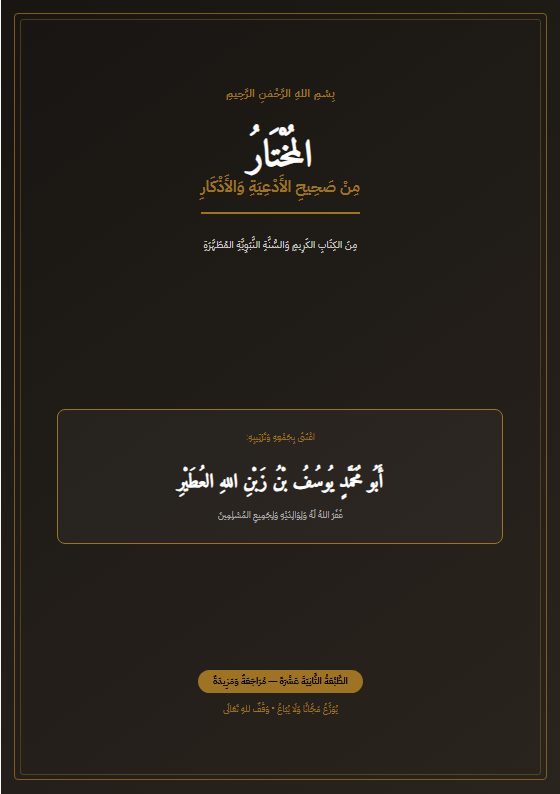 بِسْمِ اللهِ الرَّحْمٰنِ الرَّحِيمِ
المُخْتَارُ
مِنْ صَحِيحِ الأَدْعِيَةِ وَالأَذْكَارِ
مِنَ الكِتَابِ الكَرِيمِ وَالسُّنَّةِ النَّبَوِيَّةِ المُطَهَّرَةِ
اعْتَنَى بِجَمْعِهِ وَتَرْتِيبِهِ:
أَبُو مُحَمَّدٍ يُوسُفُ بْنُ زَيْنِ اللهِ العُطَيْرِ
غَفَرَ اللهُ لَهُ وَلِوَالِدَيْهِ وَلِجَمِيعِ المُسْلِمِينَ
الطَّبْعَةُ الثَّانِيَةَ عَشْرَةَ — مُرَاجَعَةٌ وَمَزِيدَةٌ
يُوَزَّعُ مَجَّانًا وَلَا يُبَاعُ • وَقْفٌ للهِ تَعَالَى